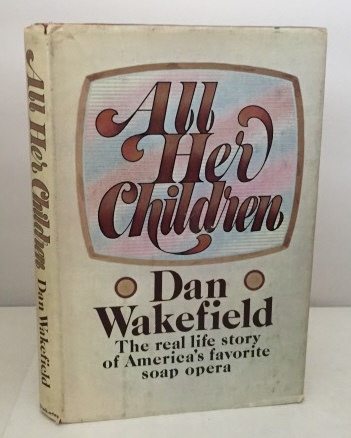 All
Her
Children
Dan
Wakefield
The real life story
of America's favorite
soap opera
All Her Children Dan Wakefield